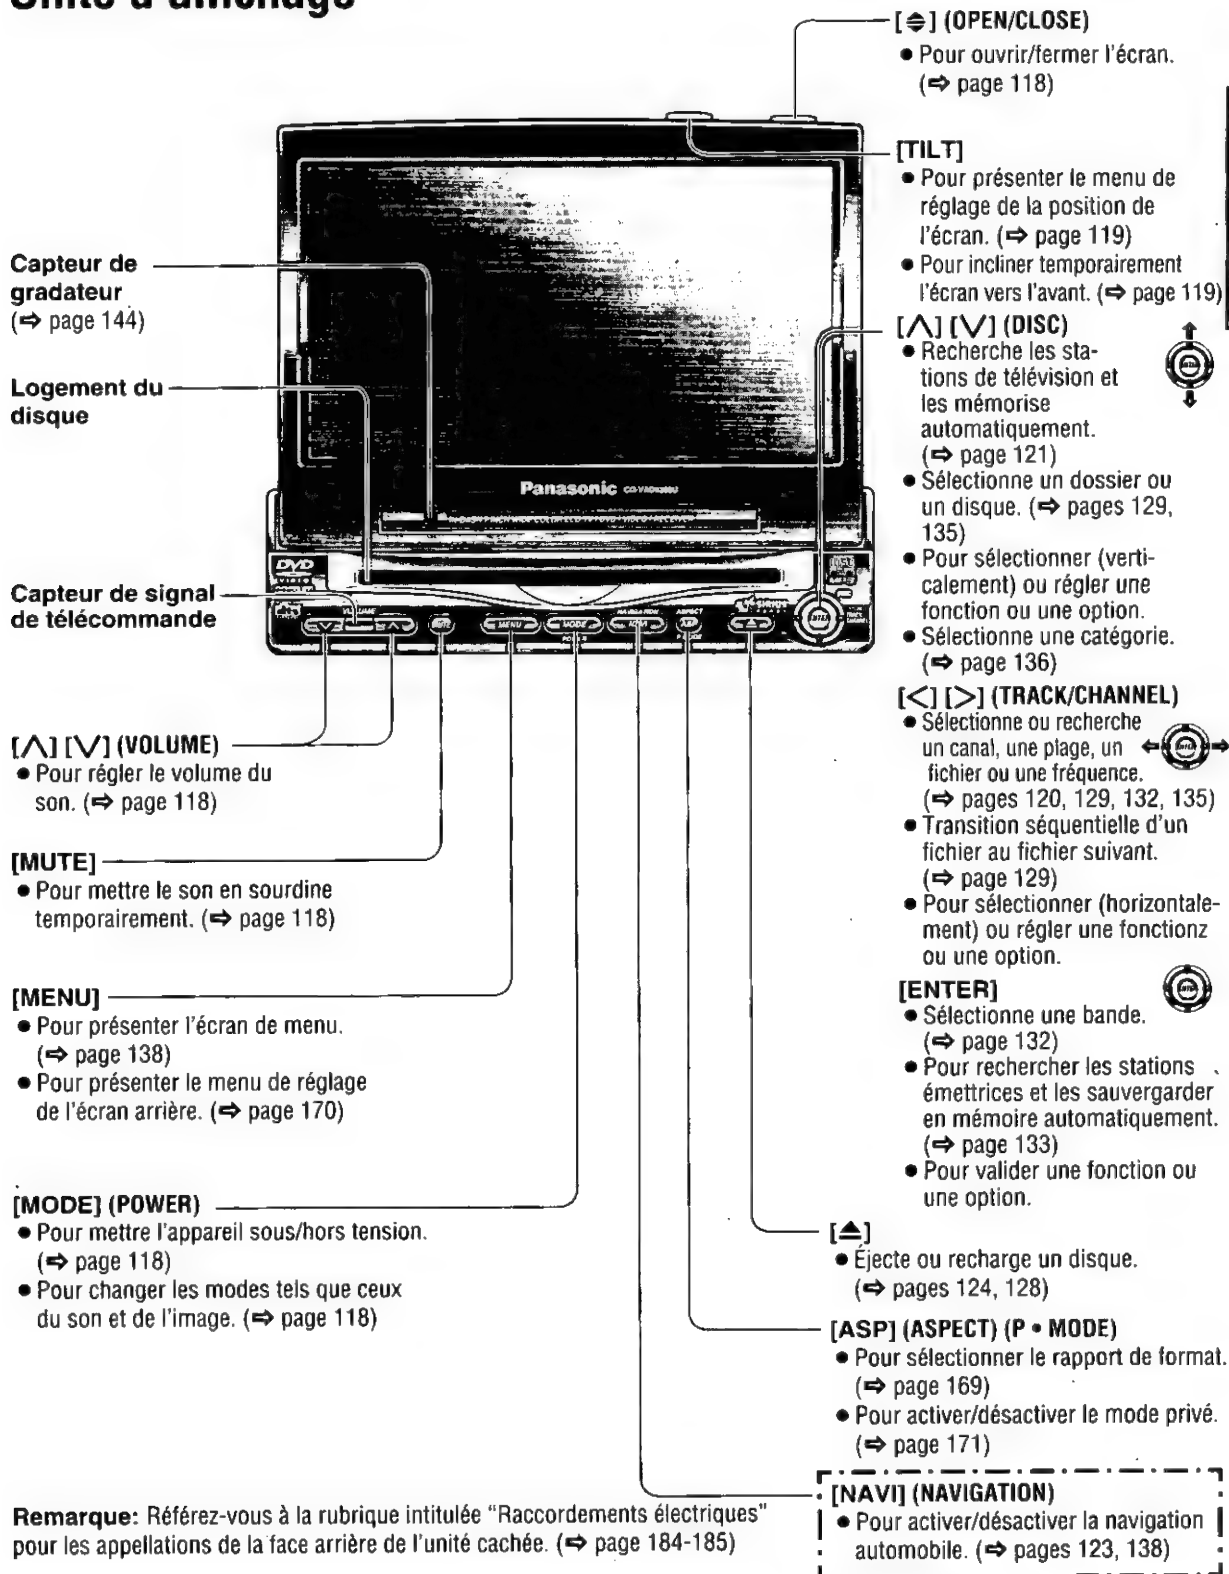 [⏏] (OPEN/CLOSE)
● Pour ouvrir/fermer l'écran.
(⇨ page 118)
[TILT]
● Pour présenter le menu de
réglage de la position de
l'écran. (⇨ page 119)
● Pour incliner temporairement
l'écran vers l'avant. (⇨ page 119)
[∧] [∨] (DISC)
● Recherche les sta-
tions de télévision et
les mémorise
automatiquement.
(⇨ page 121)
● Sélectionne un dossier ou
un disque. (⇨ pages 129,
135)
● Pour sélectionner (verti-
calement) ou régler une
fonction ou une option.
● Sélectionne une catégorie.
(⇨ page 136)
[<] [>] (TRACK/CHANNEL)
● Sélectionne ou recherche
un canal, une plage, un
fichier ou une fréquence.
(⇨ pages 120, 129, 132, 135)
● Transition séquentielle d'un
fichier au fichier suivant.
(⇨ page 129)
● Pour sélectionner (horizontale-
ment) ou régler une fonctionz
ou une option.
[ENTER]
● Sélectionne une bande.
(⇨ page 132)
● Pour rechercher les stations
émettrices et les sauvergarder
en mémoire automatiquement.
(⇨ page 133)
● Pour valider une fonction ou
une option.
[⏏]
● Éjecte ou recharge un disque.
(⇨ pages 124, 128)
[ASP] (ASPECT) (P • MODE)
● Pour sélectionner le rapport de format.
(⇨ page 169)
● Pour activer/désactiver le mode privé.
(⇨ page 171)
[NAVI] (NAVIGATION)
● Pour activer/désactiver la navigation
automobile. (⇨ pages 123, 138)
Capteur de
gradateur
(⇨ page 144)
Logement du
disque
Capteur de signal
de télécommande
Panasonic
DVD
VIDEO
VOLUME
MUTE
MENU
MODE
POWER
NAVI
ASPECT
ENTER
[∧] [∨] (VOLUME)
● Pour régler le volume du
son. (⇨ page 118)
[MUTE]
● Pour mettre le son en sourdine
temporairement. (⇨ page 118)
[MENU]
● Pour présenter l'écran de menu.
(⇨ page 138)
● Pour présenter le menu de réglage
de l'écran arrière. (⇨ page 170)
[MODE] (POWER)
● Pour mettre l'appareil sous/hors tension.
(⇨ page 118)
● Pour changer les modes tels que ceux
du son et de l'image. (⇨ page 118)
Remarque: Référez-vous à la rubrique intitulée "Raccordements électriques"
pour les appellations de la face arrière de l'unité cachée. (⇨ page 184-185)